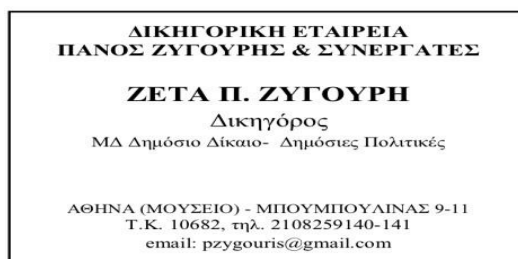 ΔΙΚΗΓΟΡΙΚΗ ΕΤΑΙΡΕΙΑ
ΠΑΝΟΣ ΖΥΓΟΥΡΗΣ & ΣΥΝΕΡΓΑΤΕΣ
ΖΕΤΑ Π. ΖΥΓΟΥΡΗ
Δικηγόρος
ΜΔ Δημόσιο Δίκαιο- Δημόσιες Πολιτικές
ΑΘΗΝΑ (ΜΟΥΣΕΙΟ) - ΜΠΟΥΜΠΟΥΛΙΝΑΣ 9-11
Τ.Κ. 10682, τηλ. 2108259140-141
email: pzygouris@gmail.com